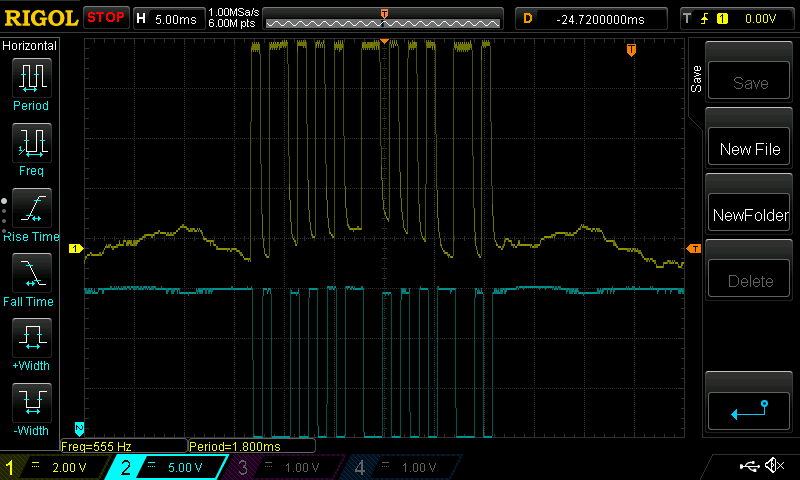 RIGOL STOP H 5.00ms 1.00MSa/s 6.00M pts D -24.7200000ms T 1 0.00V
T
Horizontal
Period
Freq
Rise Time
Fall Time
+Width
-Width
T
1
T
2
Save
Save
New File
NewFolder
Delete
Freq=555 Hz Period=1.800ms
1 2.00 V 2 5.00 V 3 1.00 V 4 1.00 V